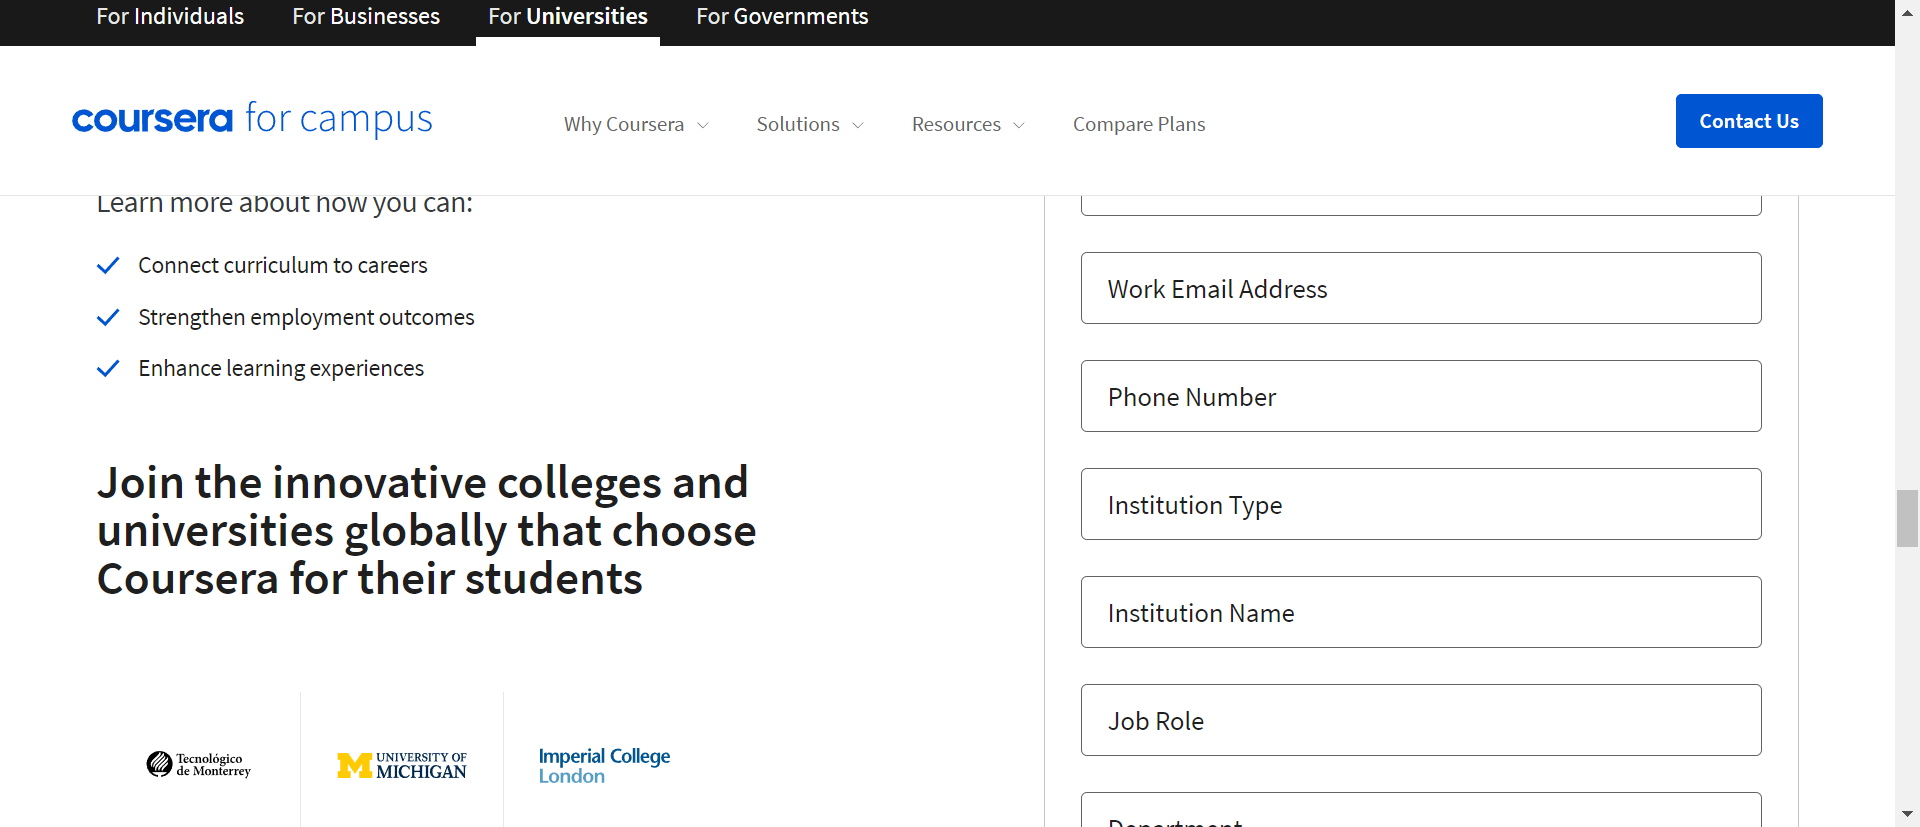 For Individuals
For Businesses
For Universities
For Governments
coursera for campus
Why Coursera
Solutions
Resources
Compare Plans
Contact Us
Learn more about how you can:
Connect curriculum to careers
Strengthen employment outcomes
Enhance learning experiences
Join the innovative colleges and
universities globally that choose
Coursera for their students
Tecnológico
de Monterrey
M UNIVERSITY OF
MICHIGAN
Imperial College
London
Work Email Address
Phone Number
Institution Type
Institution Name
Job Role
Department